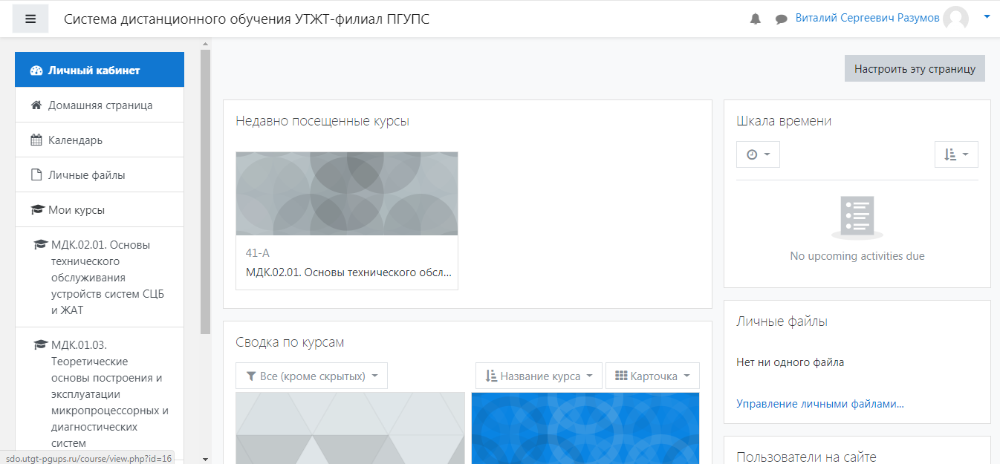 Система дистанционного обучения УТЖТ-филиал ПГУПС
Виталий Сергеевич Разумов
Личный кабинет
Домашняя страница
Календарь
Личные файлы
Мои курсы
МДК.02.01. Основы
технического
обслуживания
устройств систем СЦБ
и ЖАТ
МДК.01.03.
Теоретические
основы построения и
эксплуатации
микропроцессорных и
диагностических
систем
sdo.utgt-pgups.ru/course/view.php?id=16
Настроить эту страницу
Недавно посещенные курсы
41-А
МДК.02.01. Основы технического обсл...
Сводка по курсам
Все (кроме скрытых)
Название курса
Карточка
Шкала времени
No upcoming activities due
Личные файлы
Нет ни одного файла
Управление личными файлами...
Пользователи на сайте